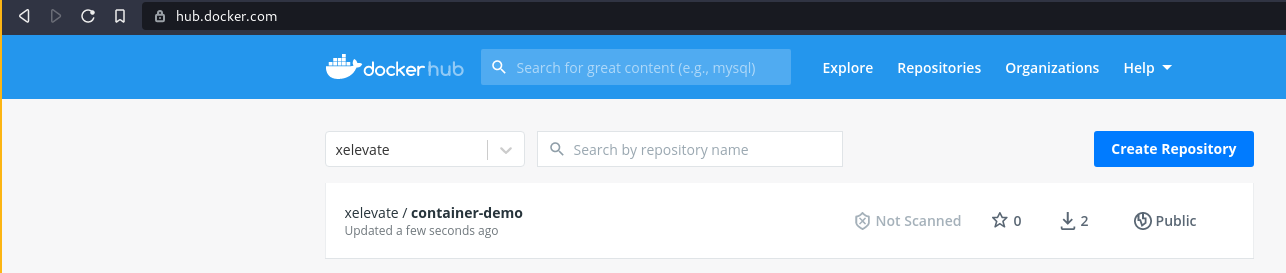 hub.docker.com
docker hub Search for great content (e.g., mysql) Explore Repositories Organizations Help
xelevate Search by repository name Create Repository
xelevate / container-demo Not Scanned 0 2 Public
Updated a few seconds ago